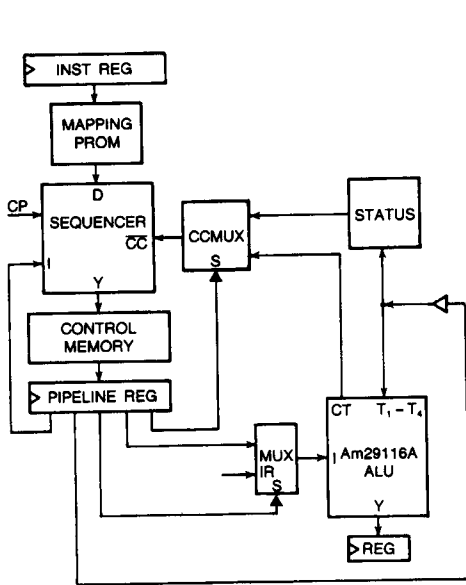 INST REG
MAPPING
PROM
CP
D
SEQUENCER
CC
I
Y
CCMUX
S
STATUS
CONTROL
MEMORY
PIPELINE REG
MUX
IR
S
CT T1 – T4
I Am29116A
ALU
Y
REG